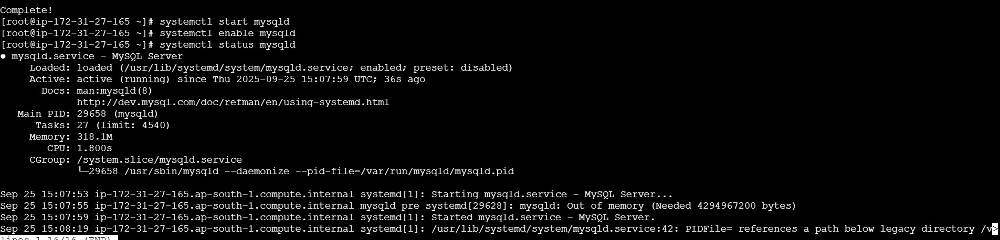 Complete!
[root@ip-172-31-27-165 ~]# systemctl start mysqld
[root@ip-172-31-27-165 ~]# systemctl enable mysqld
[root@ip-172-31-27-165 ~]# systemctl status mysqld
● mysqld.service - MySQL Server
     Loaded: loaded (/usr/lib/systemd/system/mysqld.service; enabled; preset: disabled)
     Active: active (running) since Thu 2025-09-25 15:07:59 UTC; 36s ago
       Docs: man:mysqld(8)
             http://dev.mysql.com/doc/refman/en/using-systemd.html
   Main PID: 29658 (mysqld)
      Tasks: 27 (limit: 4540)
     Memory: 318.1M
        CPU: 1.800s
     CGroup: /system.slice/mysqld.service
             └─29658 /usr/sbin/mysqld --daemonize --pid-file=/var/run/mysqld/mysqld.pid

Sep 25 15:07:53 ip-172-31-27-165.ap-south-1.compute.internal systemd[1]: Starting mysqld.service - MySQL Server...
Sep 25 15:07:55 ip-172-31-27-165.ap-south-1.compute.internal mysqld_pre_systemd[29628]: mysqld: Out of memory (Needed 4294967200 bytes)
Sep 25 15:07:59 ip-172-31-27-165.ap-south-1.compute.internal systemd[1]: Started mysqld.service - MySQL Server.
Sep 25 15:08:19 ip-172-31-27-165.ap-south-1.compute.internal systemd[1]: /usr/lib/systemd/system/mysqld.service:42: PIDFile= references a path below legacy directory /v>
lines 1-16/16 (END)